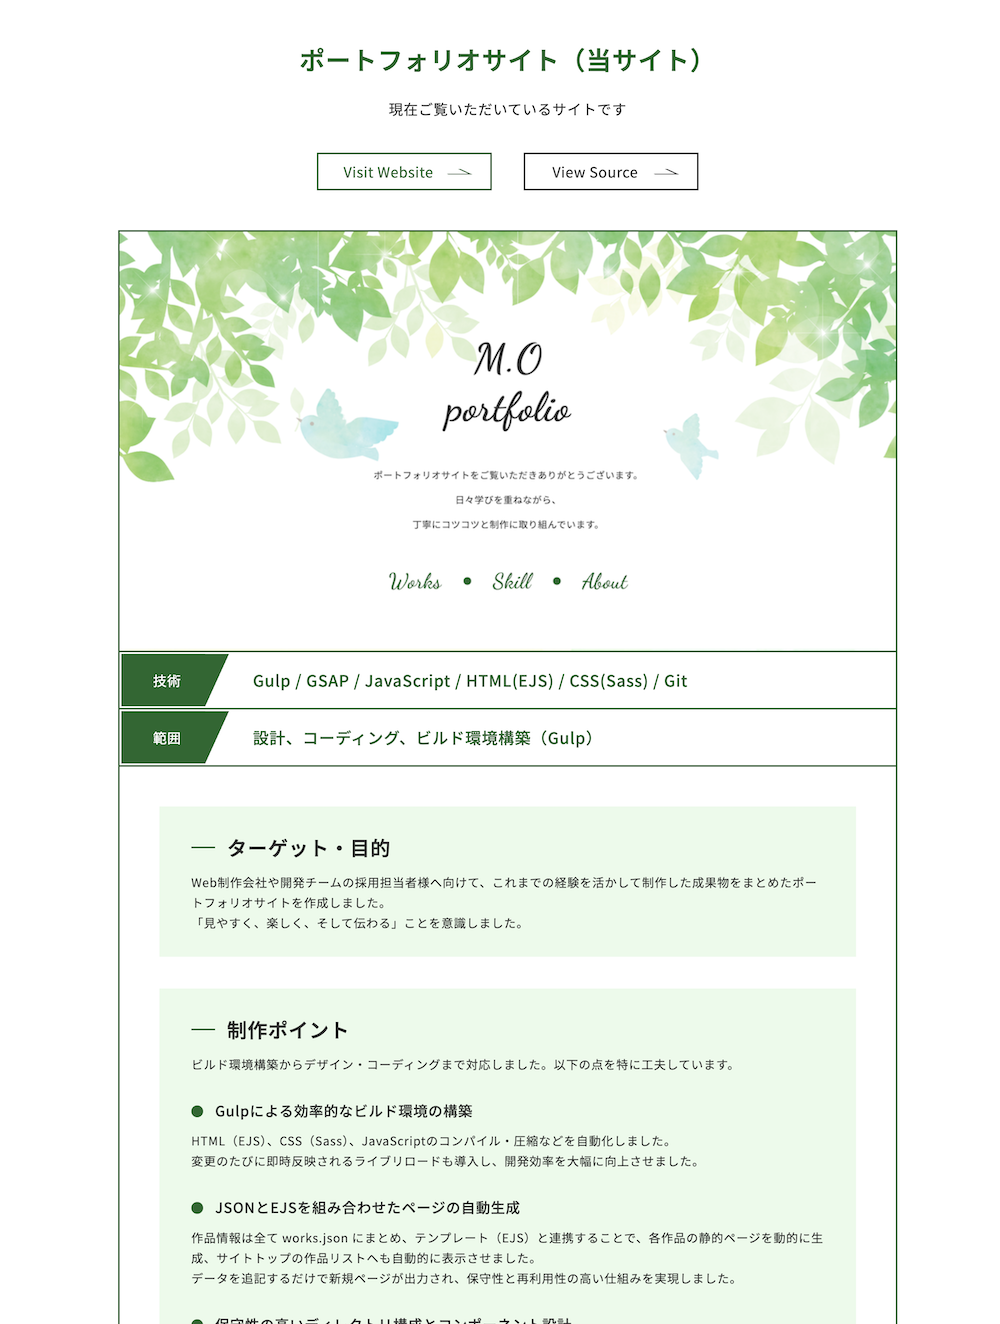 ポートフォリオサイト（当サイト）
現在ご覧いただいているサイトです
Visit Website
View Source
M.O
portfolio
ポートフォリオサイトをご覧いただきありがとうございます。
日々学びを重ねながら、
丁寧にコツコツと制作に取り組んでいます。
Works ● Skill ● About
技術
Gulp / GSAP / JavaScript / HTML(EJS) / CSS(Sass) / Git
範囲
設計、コーディング、ビルド環境構築（Gulp）
ターゲット・目的
Web制作会社や開発チームの採用担当者様へ向けて、これまでの経験を活かして制作した成果物をまとめたポー
トフォリオサイトを作成しました。
「見やすく、楽しく、そして伝わる」ことを意識しました。
制作ポイント
ビルド環境構築からデザイン・コーディングまで対応しました。以下の点を特に工夫しています。
Gulpによる効率的なビルド環境の構築
HTML（EJS）、CSS（Sass）、JavaScriptのコンパイル・圧縮などを自動化しました。
変更のたびに即時反映されるライブリロードも導入し、開発効率を大幅に向上させました。
JSONとEJSを組み合わせたページの自動生成
作品情報は全て works.json にまとめ、テンプレート（EJS）と連携することで、各作品の静的ページを動的に生
成、サイトトップの作品リストへも自動的に表示させました。
データを追記するだけで新規ページが出力され、保守性と再利用性の高い仕組みを実現しました。
保守性の高いディレクトリ構成とコンポーネント設計